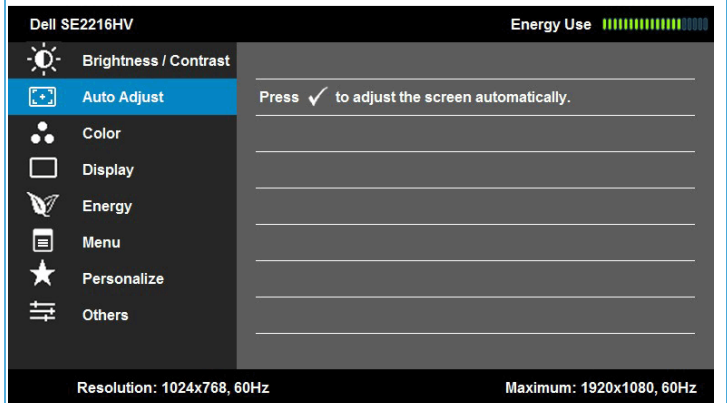 Dell SE2216HV Energy Use
Brightness / Contrast
Auto Adjust Press ✓ to adjust the screen automatically.
Color
Display
Energy
Menu
Personalize
Others
Resolution: 1024x768, 60Hz Maximum: 1920x1080, 60Hz